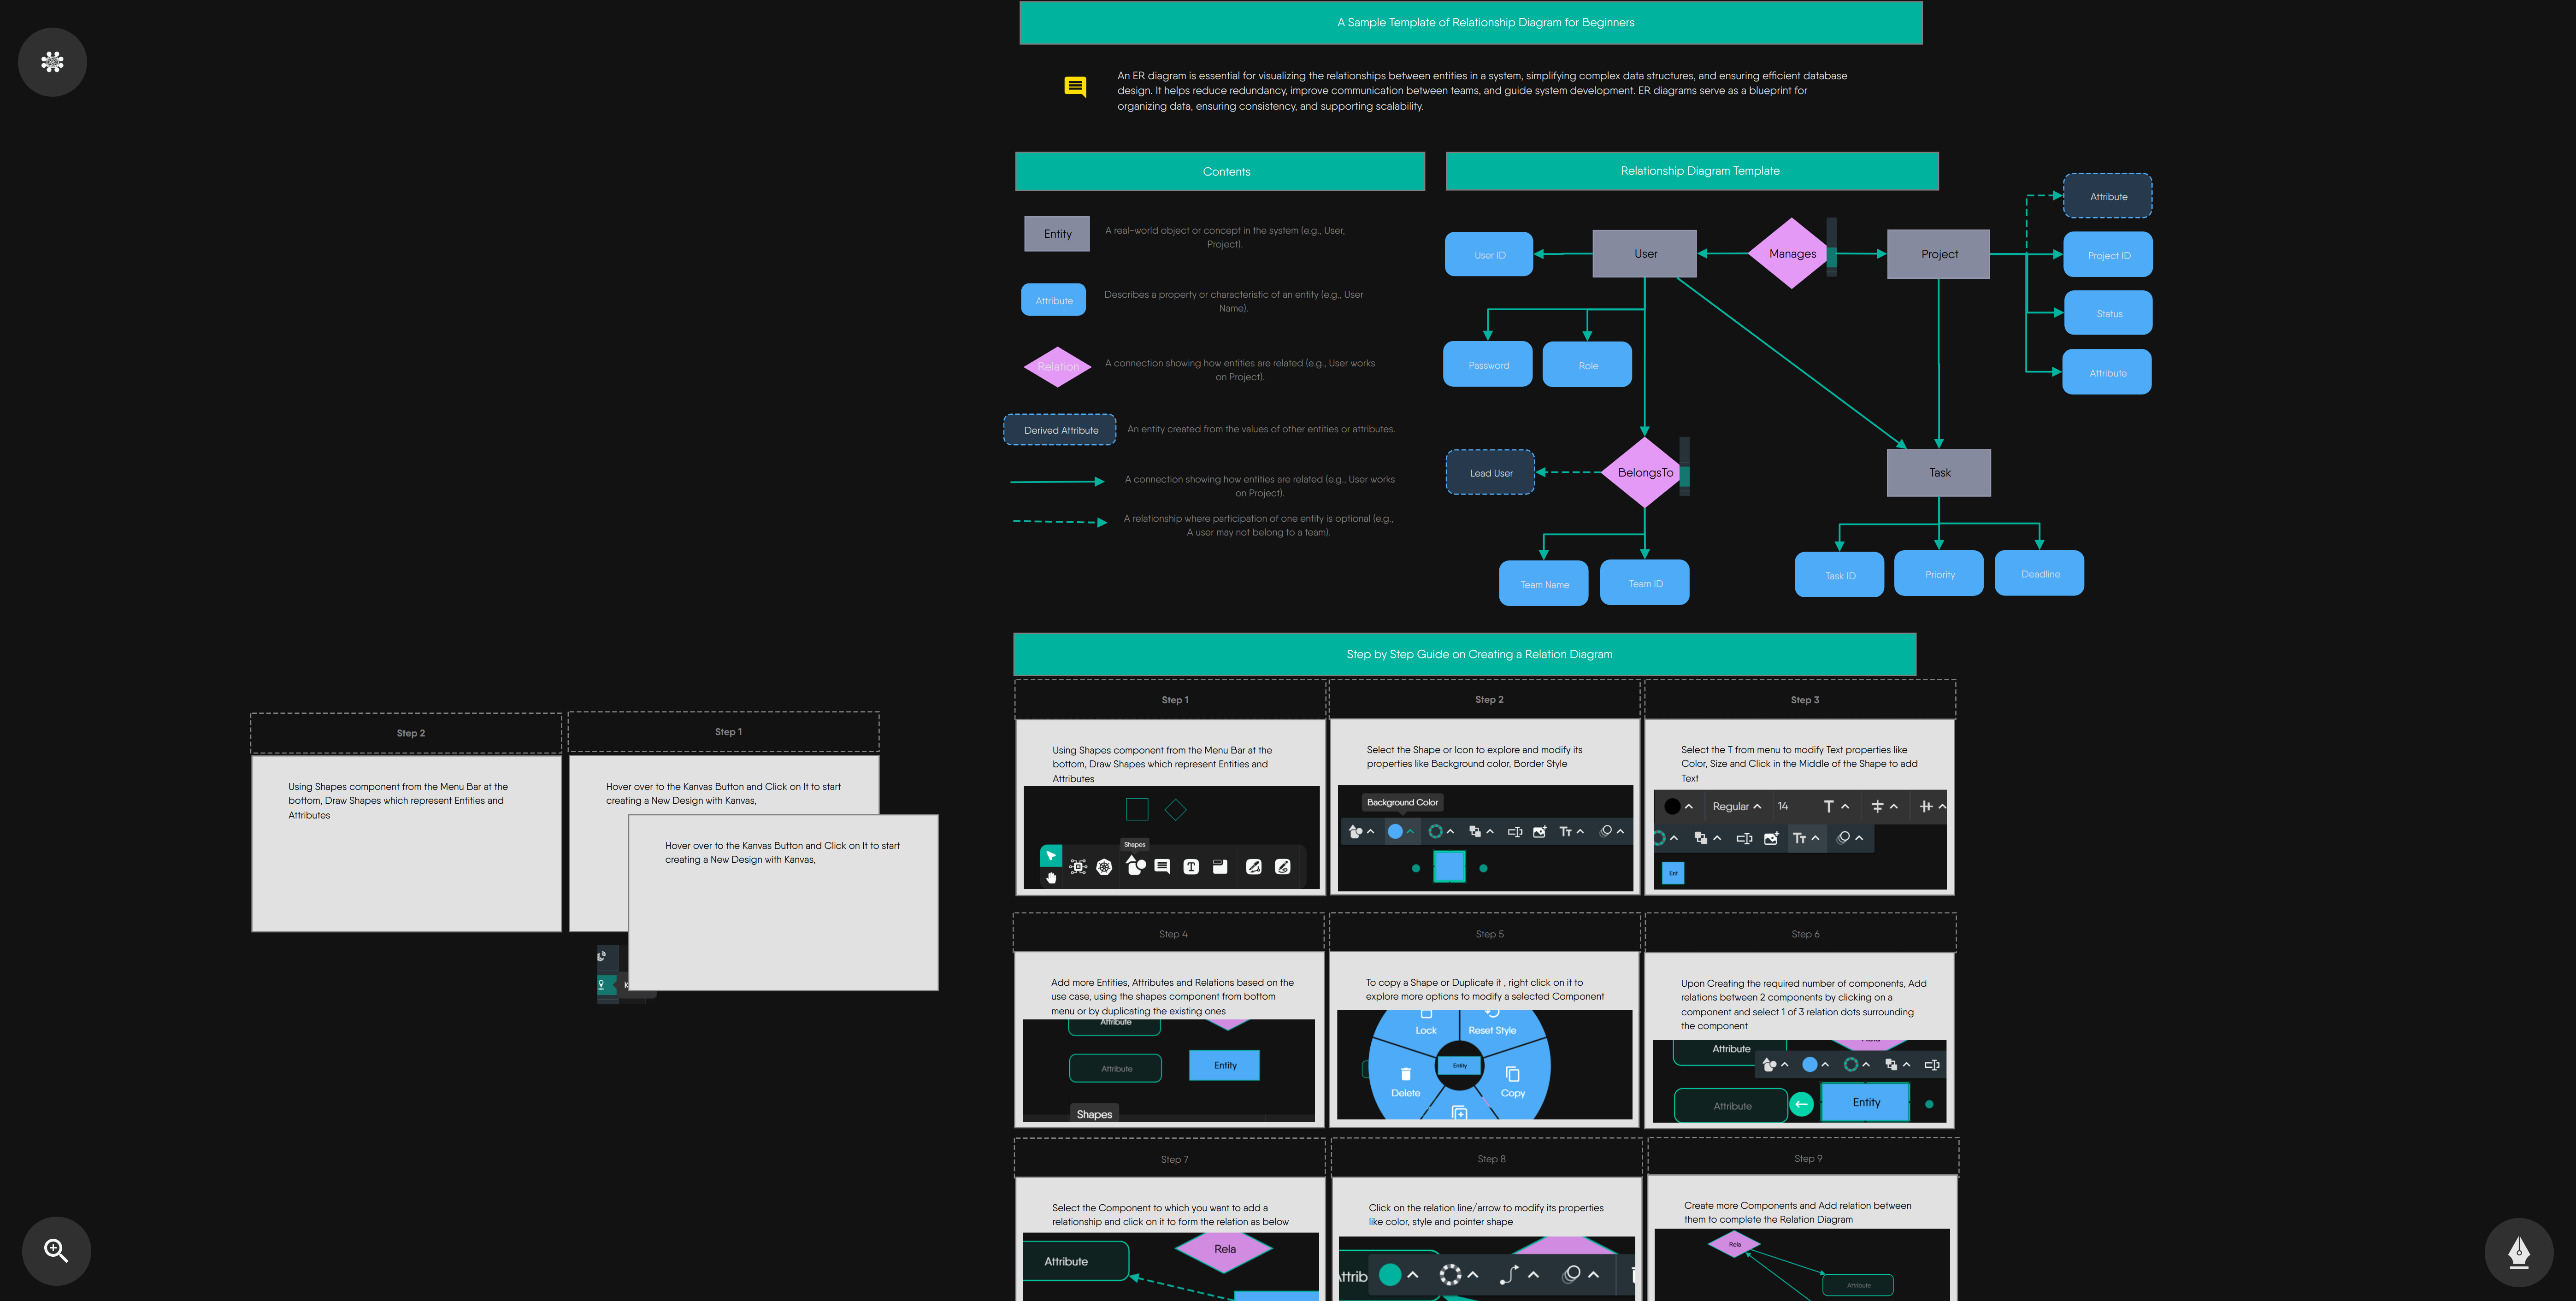 A Sample Template of Relationship Diagram for Beginners
An ER diagram is essential for visualizing the relationships between entities in a system, simplifying complex data structures, and ensuring efficient database
design. It helps reduce redundancy, improve communication between teams, and guide system development. ER diagrams serve as a blueprint for
organizing data, ensuring consistency, and supporting scalability.
Contents
Entity
A real-world object or concept in the system (e.g., User,
Project).
Attribute
Describes a property or characteristic of an entity (e.g., User
Name).
Relation
A connection showing how entities are related (e.g., User works
on Project).
Derived Attribute
An entity created from the values of other entities or attributes.
A connection showing how entities are related (e.g., User works
on Project).
A relationship where participation of one entity is optional (e.g.,
A user may not belong to a team).
Relationship Diagram Template
Attribute
User ID
User
Manages
Project
Project ID
Status
Password
Role
Attribute
Lead User
BelongsTo
Task
Team Name
Team ID
Task ID
Priority
Deadline
Step by Step Guide on Creating a Relation Diagram
Step 2
Using Shapes component from the Menu Bar at the
bottom, Draw Shapes which represent Entities and
Attributes
Step 1
Hover over to the Kanvas Button and Click on It to start
creating a New Design with Kanvas,
Hover over to the Kanvas Button and Click on It to start
creating a New Design with Kanvas,
K
Step 1
Using Shapes component from the Menu Bar at the
bottom, Draw Shapes which represent Entities and
Attributes
Shapes
T
Step 2
Select the Shape or Icon to explore and modify its
properties like Background color, Border Style
Background Color
Tt
Step 3
Select the T from menu to modify Text properties like
Color, Size and Click in the Middle of the Shape to add
Text
Regular
14
T
Tt
Ent
Step 4
Add more Entities, Attributes and Relations based on the
use case, using the shapes component from bottom
menu or by duplicating the existing ones
Attribute
Attribute
Entity
Shapes
Step 5
To copy a Shape or Duplicate it , right click on it to
explore more options to modify a selected Component
Lock
Reset Style
Entity
Delete
Copy
Step 6
Upon Creating the required number of components, Add
relations between 2 components by clicking on a
component and select 1 of 3 relation dots surrounding
the component
Attribute
Attribute
Entity
Step 7
Select the Component to which you want to add a
relationship and click on it to form the relation as below
Attribute
Rela
Step 8
Click on the relation line/arrow to modify its properties
like color, style and pointer shape
Attrib
Step 9
Create more Components and Add relation between
them to complete the Relation Diagram
Rela
Attribute